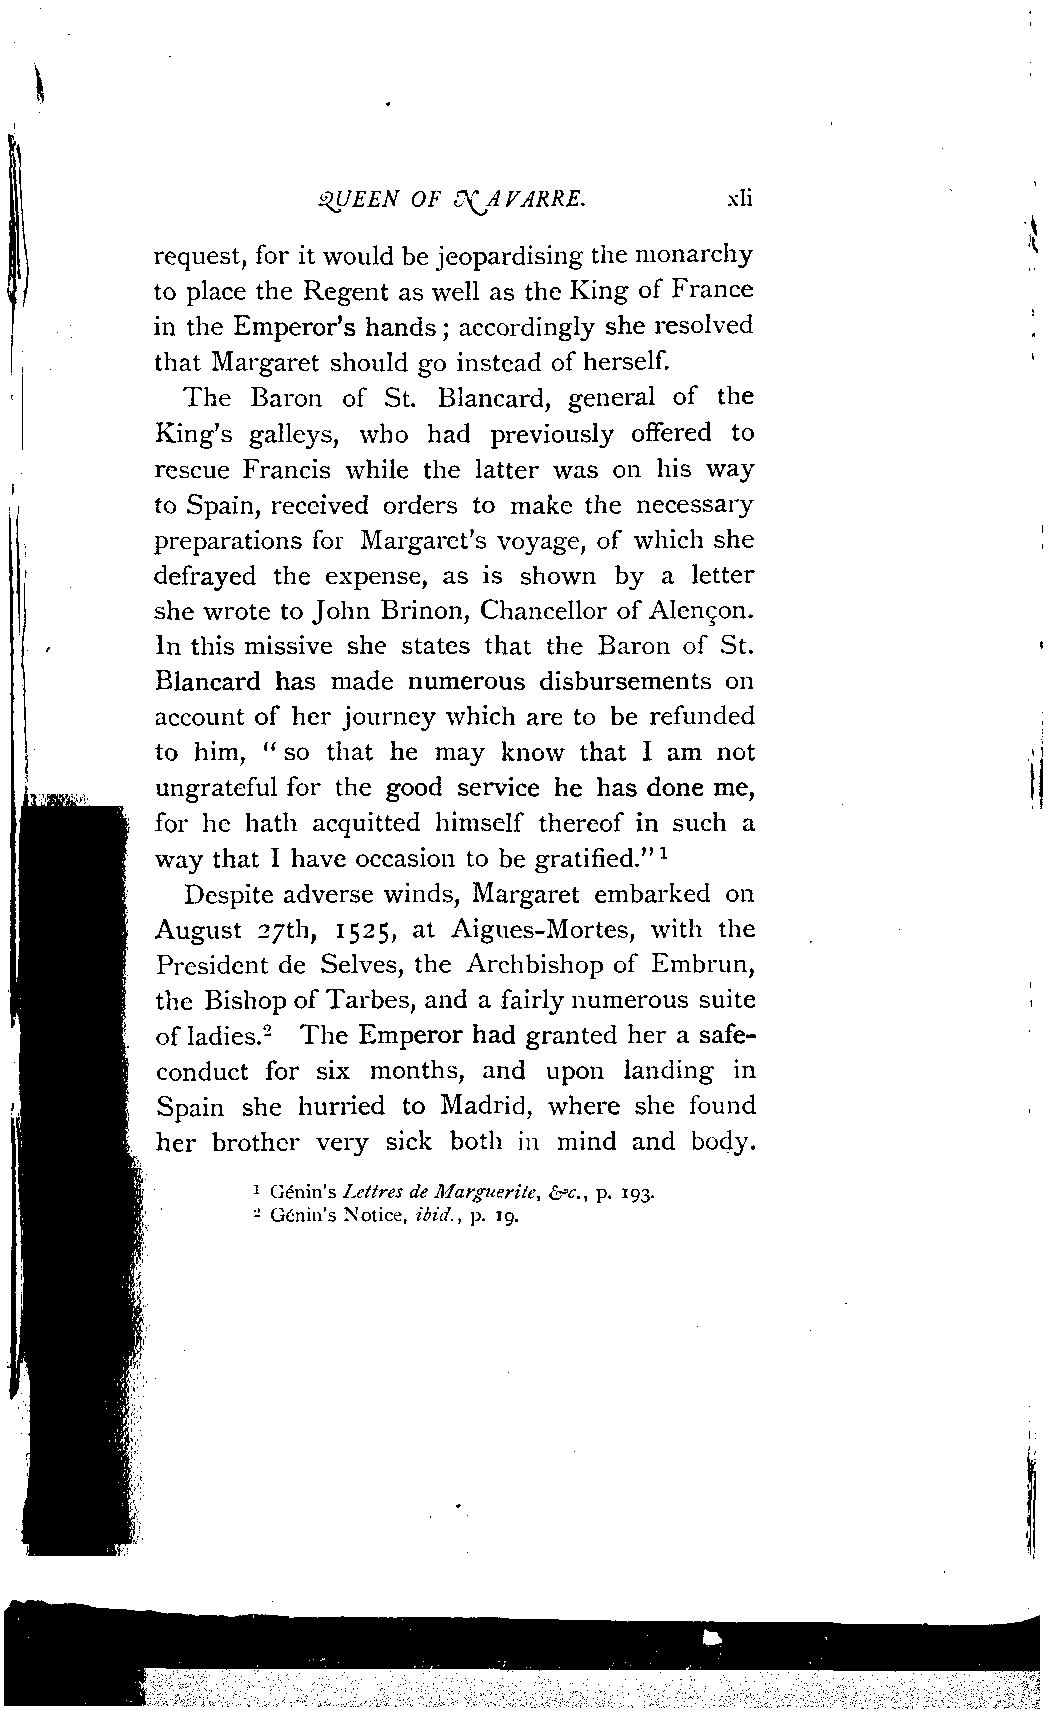 QUEEN OF NAVARRE. xli
request, for it would be jeopardising the monarchy
to place the Regent as well as the King of France
in the Emperor's hands; accordingly she resolved
that Margaret should go instead of herself.
The Baron of St. Blancard, general of the
King's galleys, who had previously offered to
rescue Francis while the latter was on his way
to Spain, received orders to make the necessary
preparations for Margaret's voyage, of which she
defrayed the expense, as is shown by a letter
she wrote to John Brinon, Chancellor of Alençon.
In this missive she states that the Baron of St.
Blancard has made numerous disbursements on
account of her journey which are to be refunded
to him, "so that he may know that I am not
ungrateful for the good service he has done me,
for he hath acquitted himself thereof in such a
way that I have occasion to be gratified."¹
Despite adverse winds, Margaret embarked on
August 27th, 1525, at Aigues-Mortes, with the
President de Selves, the Archbishop of Embrun,
the Bishop of Tarbes, and a fairly numerous suite
of ladies.² The Emperor had granted her a safe-
conduct for six months, and upon landing in
Spain she hurried to Madrid, where she found
her brother very sick both in mind and body.
¹ Génin's Lettres de Marguerite, &c., p. 193.
² Génin's Notice, ibid., p. 19.